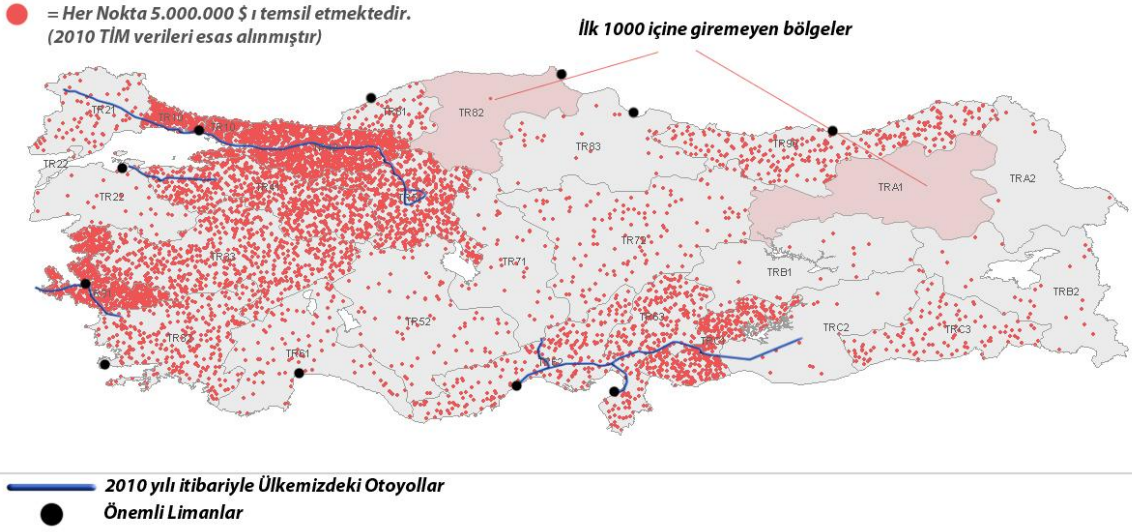 = Her Nokta 5.000.000 $ ı temsil etmektedir.
(2010 TİM verileri esas alınmıştır)
İlk 1000 içine giremeyen bölgeler
TR21
TR10
TR81
TR82
TR83
TR90
TRA1
TRA2
TR22
TR22
TR41
TR33
TR71
TR72
TRB1
TRB2
TR52
TR63
TRC2
TRC3
TR61
TR62
2010 yılı itibariyle Ülkemizdeki Otoyollar
Önemli Limanlar